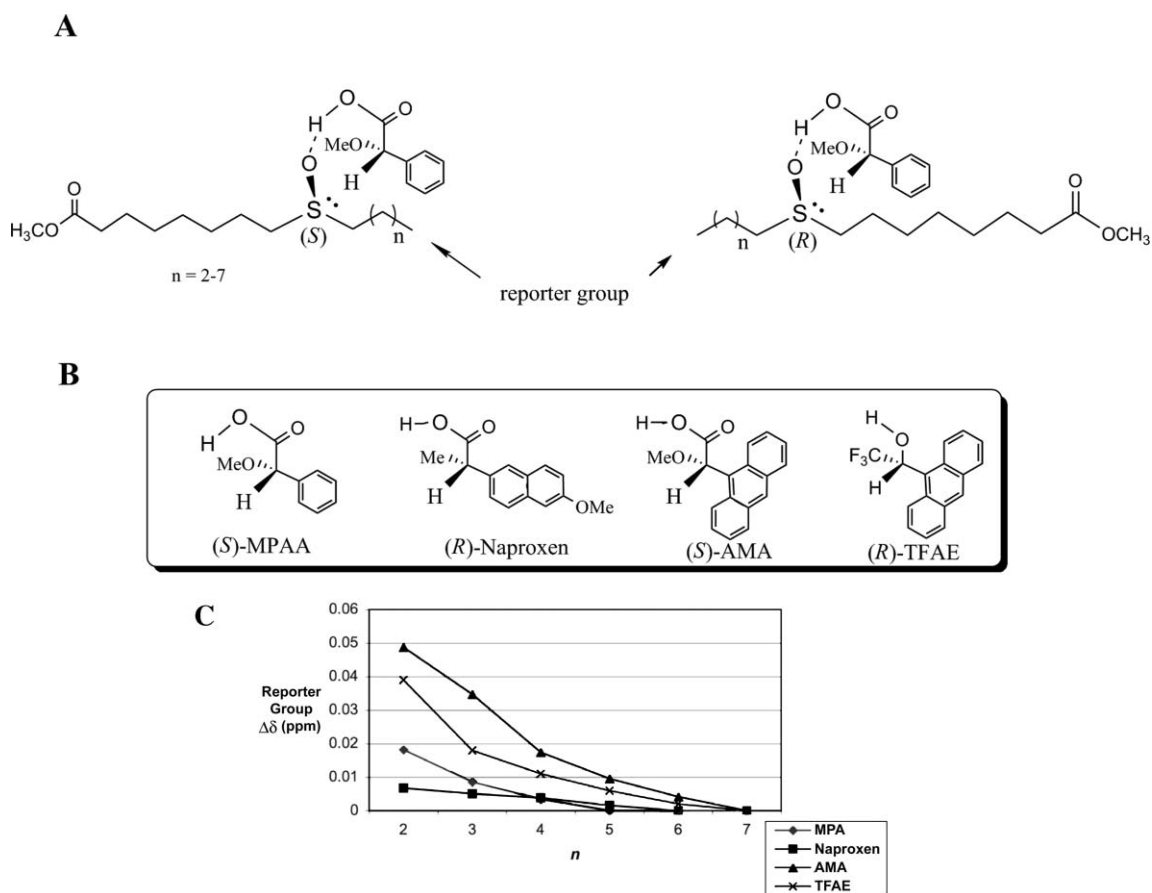 A
H O O
MeO
H
O
O
H₃CO
S
(S)
n
n = 2-7
H O O
MeO
H
O
S
(R)
n
O
OCH₃
reporter group
B
H O O
MeO
H
(S)-MPAA
H-O O
Me
H
OMe
(R)-Naproxen
H-O O
MeO
H
(S)-AMA
H
O
F₃C
H
(R)-TFAE
C
Reporter
Group
Δδ (ppm)
0.06
0.05
0.04
0.03
0.02
0.01
0
2 3 4 5 6 7
n
MPA
Naproxen
AMA
TFAE